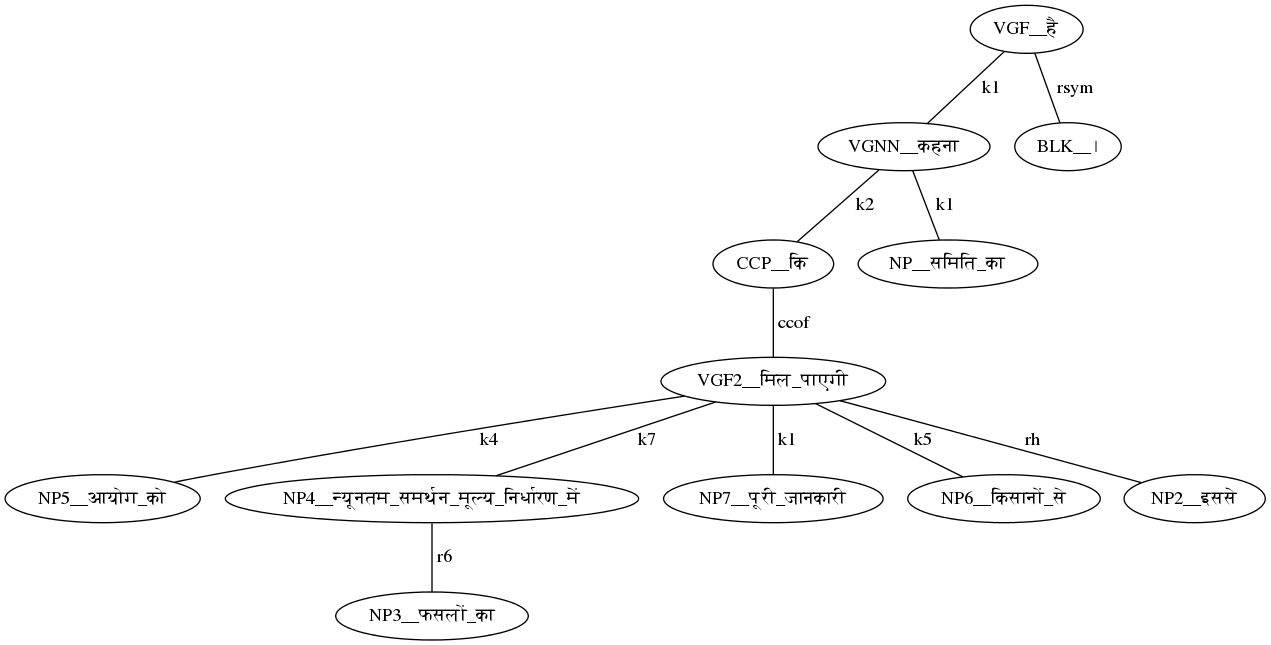 VGF__है
k1
rsym
VGNN__कहना
BLK__।
k2
k1
CCP__कि
NP__समिति_का
ccof
VGF2__मिल_पाएगी
k4
k7
k1
k5
rh
NP5__आयोग_को
NP4__न्यूनतम_समर्थन_मूल्य_निर्धारण_में
NP7__पूरी_जानकारी
NP6__किसानों_से
NP2__इससे
r6
NP3__फसलों_का